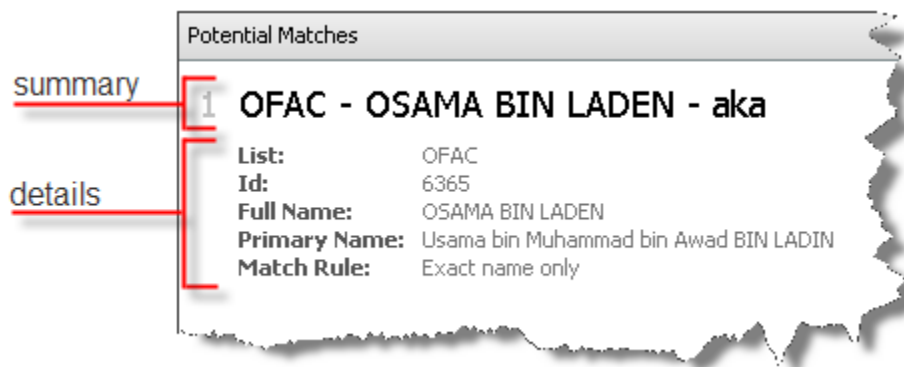 Potential Matches
summary
1 OFAC - OSAMA BIN LADEN - aka
details
List: OFAC
Id: 6365
Full Name: OSAMA BIN LADEN
Primary Name: Usama bin Muhammad bin Awad BIN LADIN
Match Rule: Exact name only